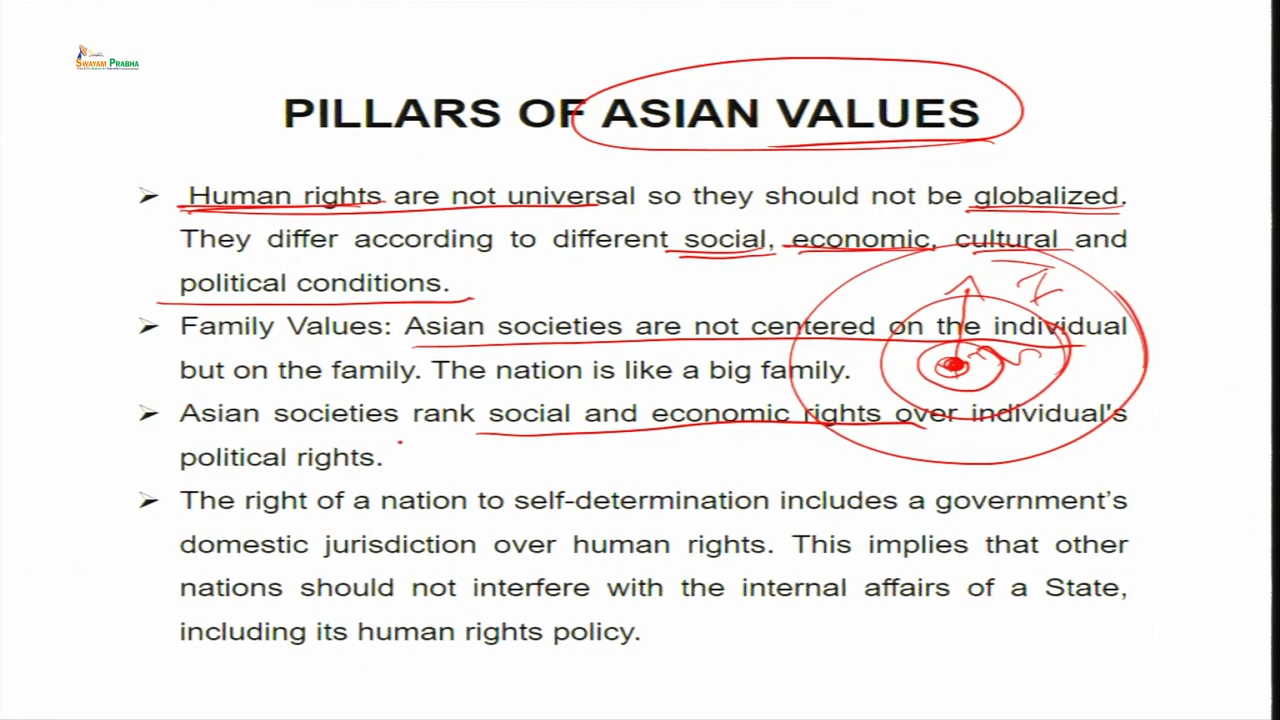 SWAYAM PRABHA
PILLARS OF ASIAN VALUES
➢ Human rights are not universal so they should not be globalized.
They differ according to different social, economic, cultural and
political conditions.
➢ Family Values: Asian societies are not centered on the individual
but on the family. The nation is like a big family.
➢ Asian societies rank social and economic rights over individual's
political rights.
➢ The right of a nation to self-determination includes a government’s
domestic jurisdiction over human rights. This implies that other
nations should not interfere with the internal affairs of a State,
including its human rights policy.